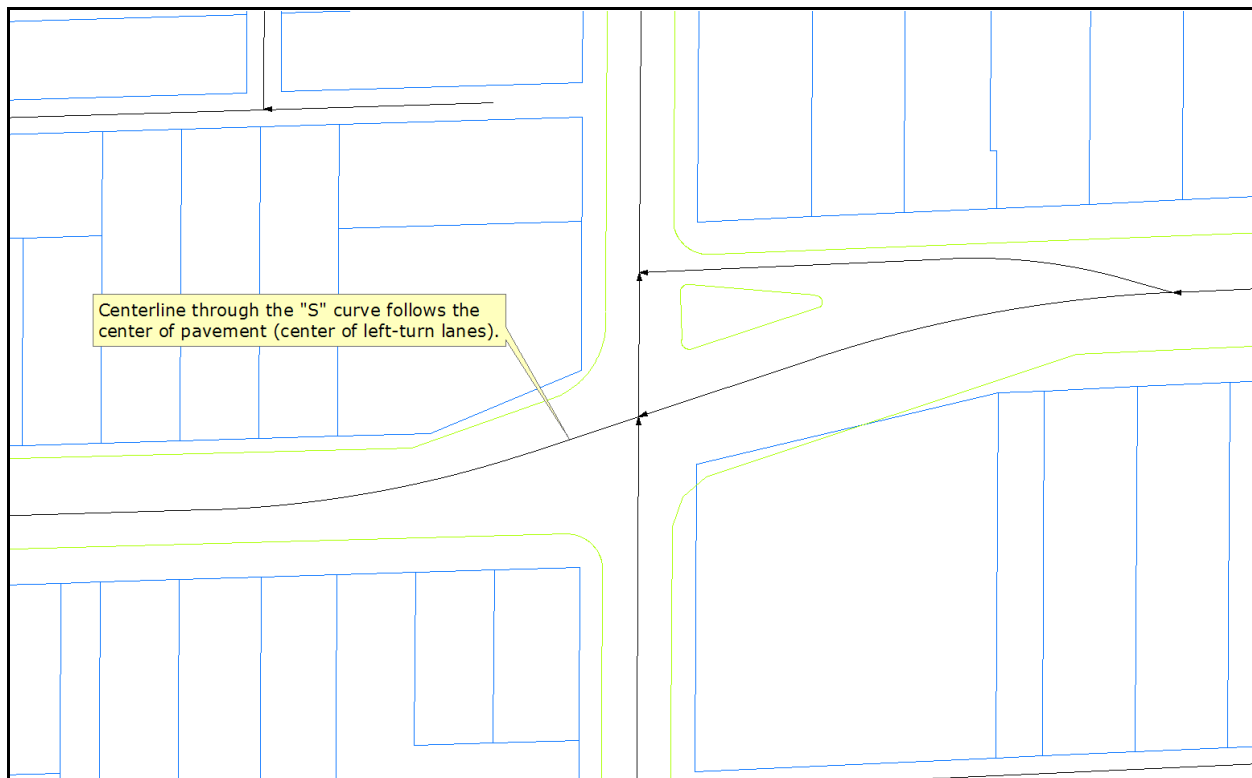 Centerline through the "S" curve follows the
center of pavement (center of left-turn lanes).